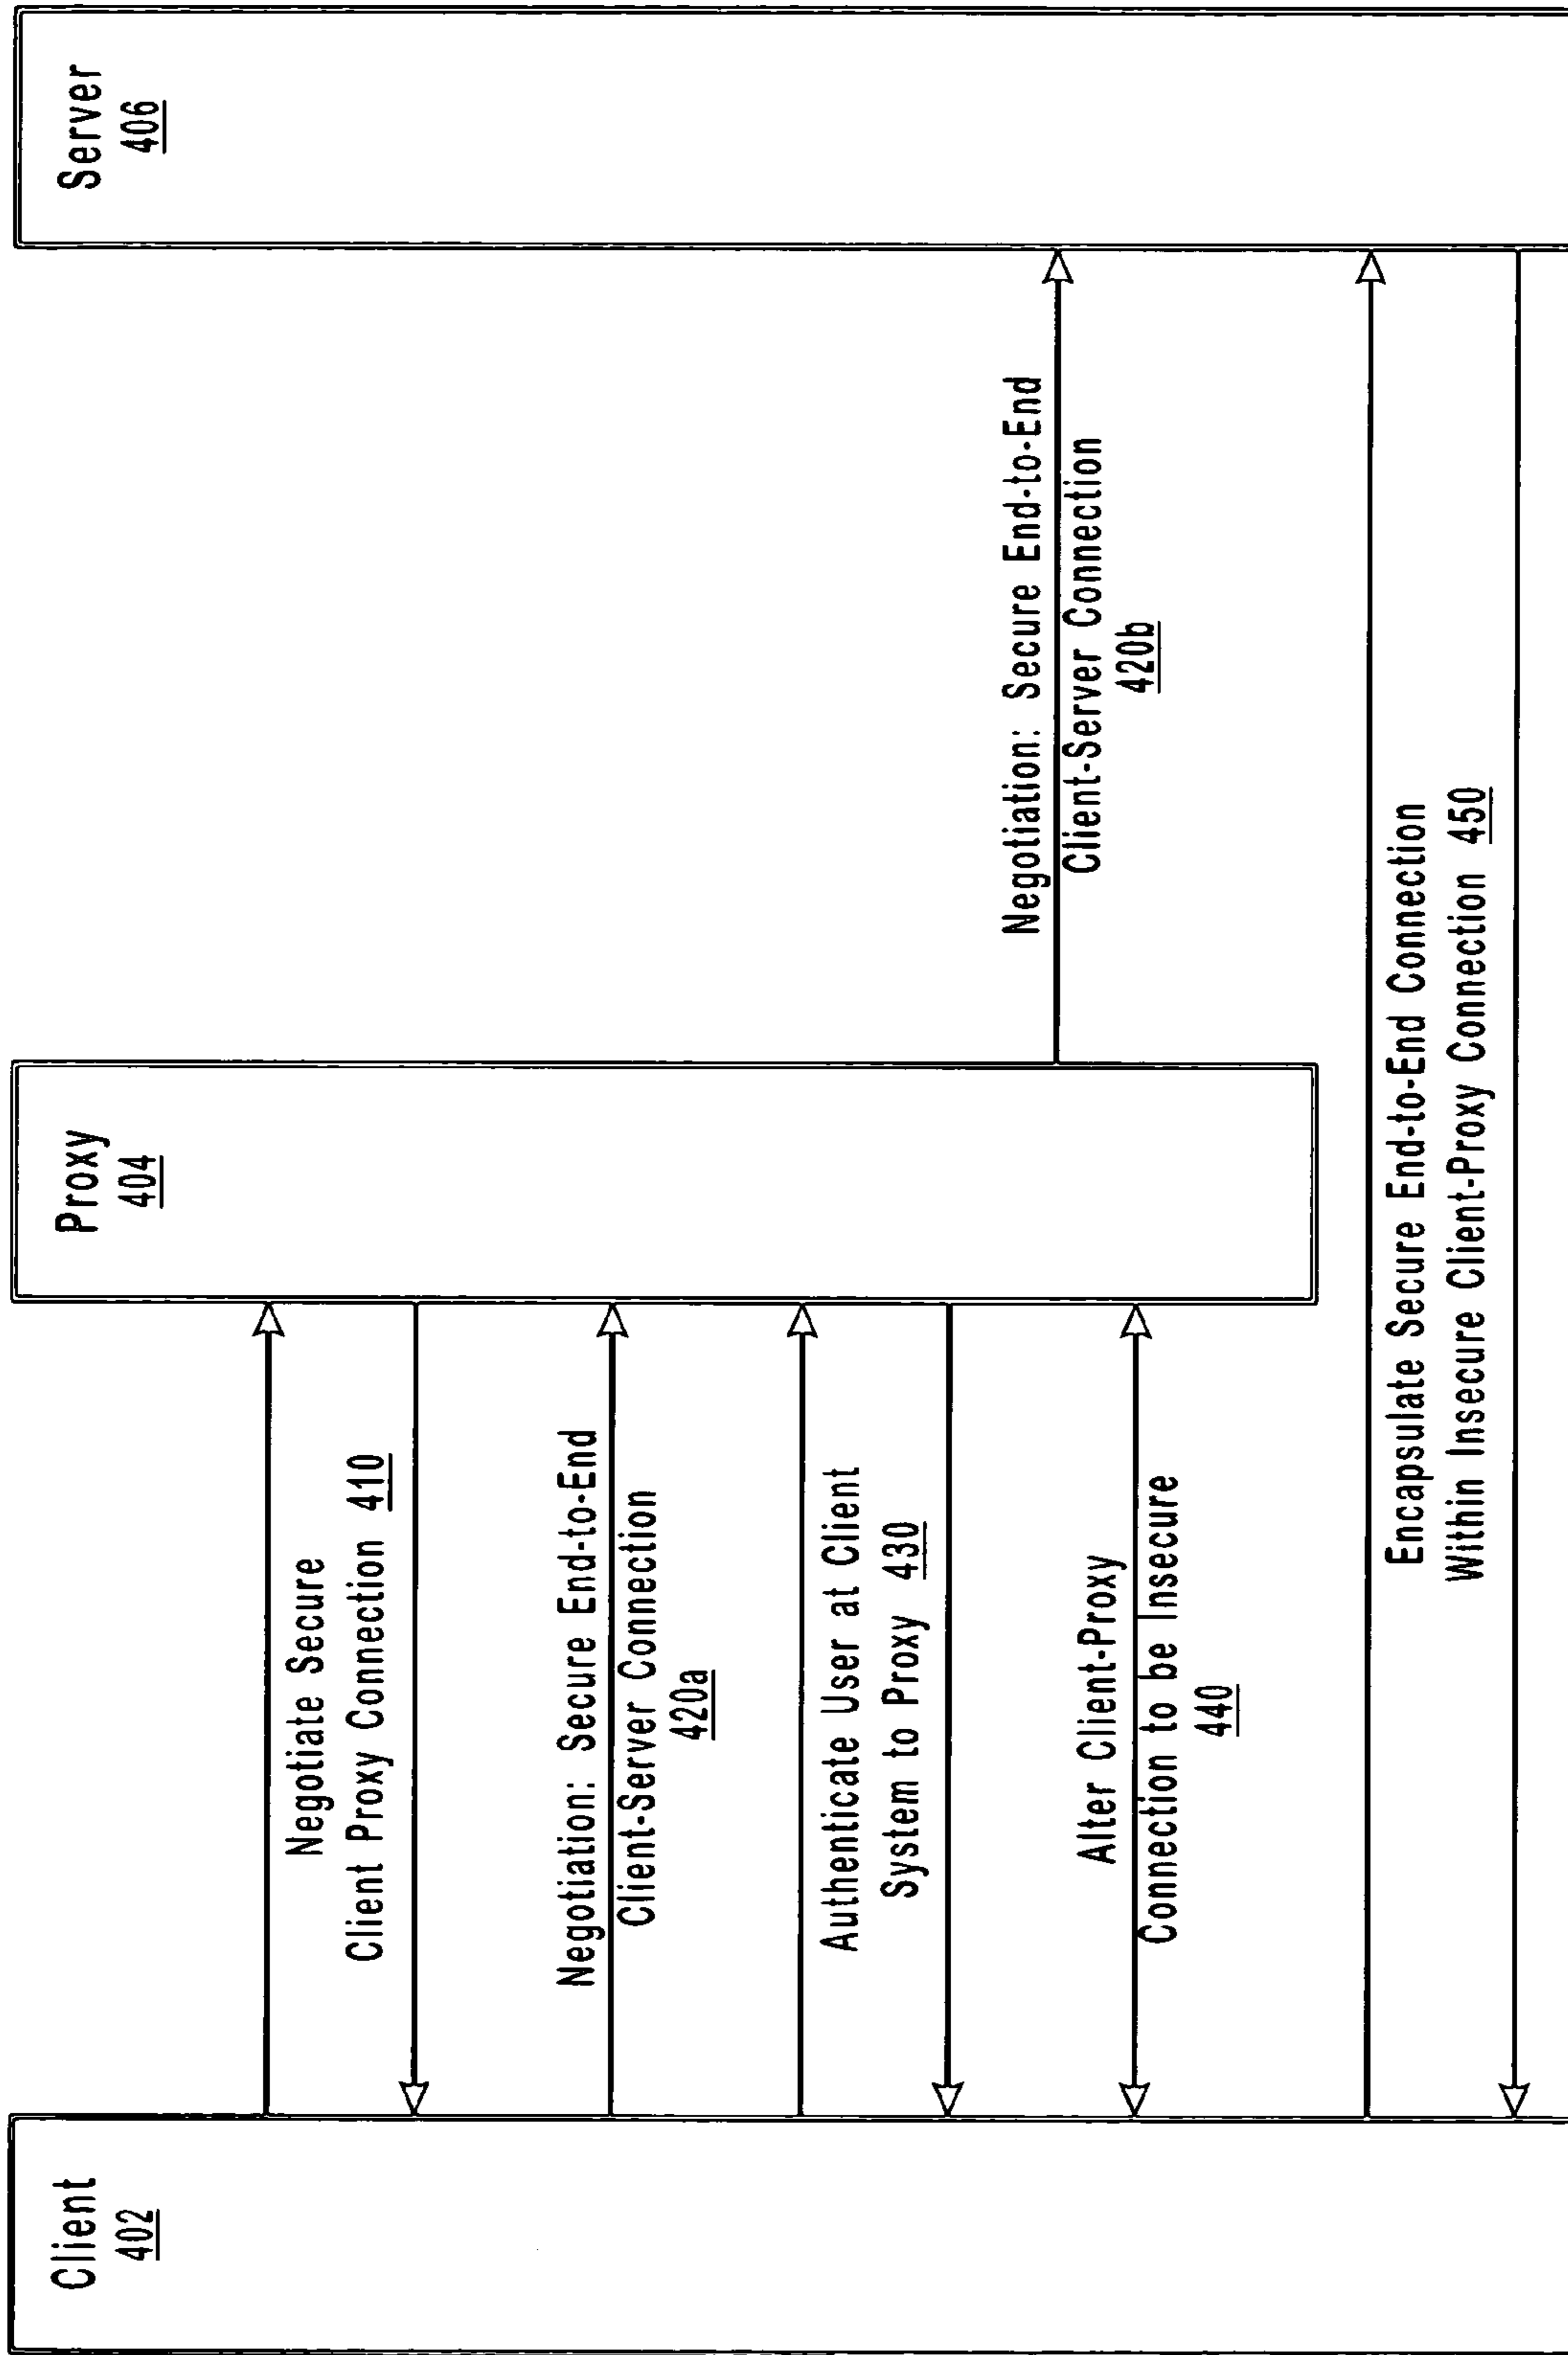 Client
402
Proxy
404
Server
406
Negotiate Secure
Client Proxy Connection 410
Negotiation: Secure End-to-End
Client-Server Connection
420a
Authenticate User at Client
System to Proxy 430
Negotiation: Secure End-to-End
Client-Server Connection
420b
Alter Client-Proxy
Connection to be Insecure
440
Encapsulate Secure End-to-End Connection
Within Insecure Client-Proxy Connection 450